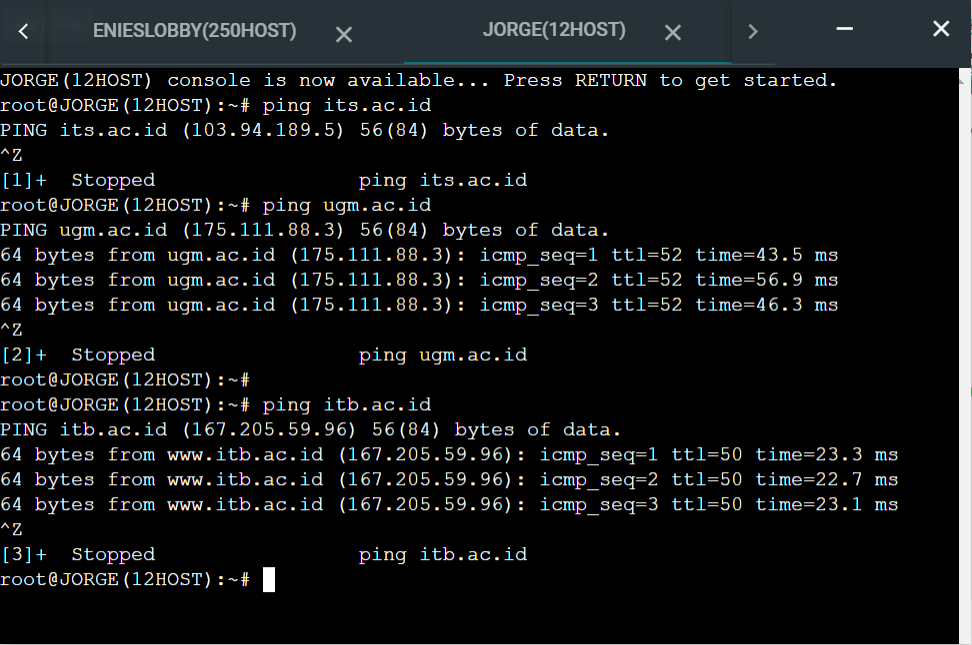 ENIESLOBBY(250HOST) JORGE(12HOST)
JORGE(12HOST) console is now available... Press RETURN to get started.
root@JORGE(12HOST):~# ping its.ac.id
PING its.ac.id (103.94.189.5) 56(84) bytes of data.
^Z
[1]+  Stopped                 ping its.ac.id
root@JORGE(12HOST):~# ping ugm.ac.id
PING ugm.ac.id (175.111.88.3) 56(84) bytes of data.
64 bytes from ugm.ac.id (175.111.88.3): icmp_seq=1 ttl=52 time=43.5 ms
64 bytes from ugm.ac.id (175.111.88.3): icmp_seq=2 ttl=52 time=56.9 ms
64 bytes from ugm.ac.id (175.111.88.3): icmp_seq=3 ttl=52 time=46.3 ms
^Z
[2]+  Stopped                 ping ugm.ac.id
root@JORGE(12HOST):~#
root@JORGE(12HOST):~# ping itb.ac.id
PING itb.ac.id (167.205.59.96) 56(84) bytes of data.
64 bytes from www.itb.ac.id (167.205.59.96): icmp_seq=1 ttl=50 time=23.3 ms
64 bytes from www.itb.ac.id (167.205.59.96): icmp_seq=2 ttl=50 time=22.7 ms
64 bytes from www.itb.ac.id (167.205.59.96): icmp_seq=3 ttl=50 time=23.1 ms
^Z
[3]+  Stopped                 ping itb.ac.id
root@JORGE(12HOST):~#